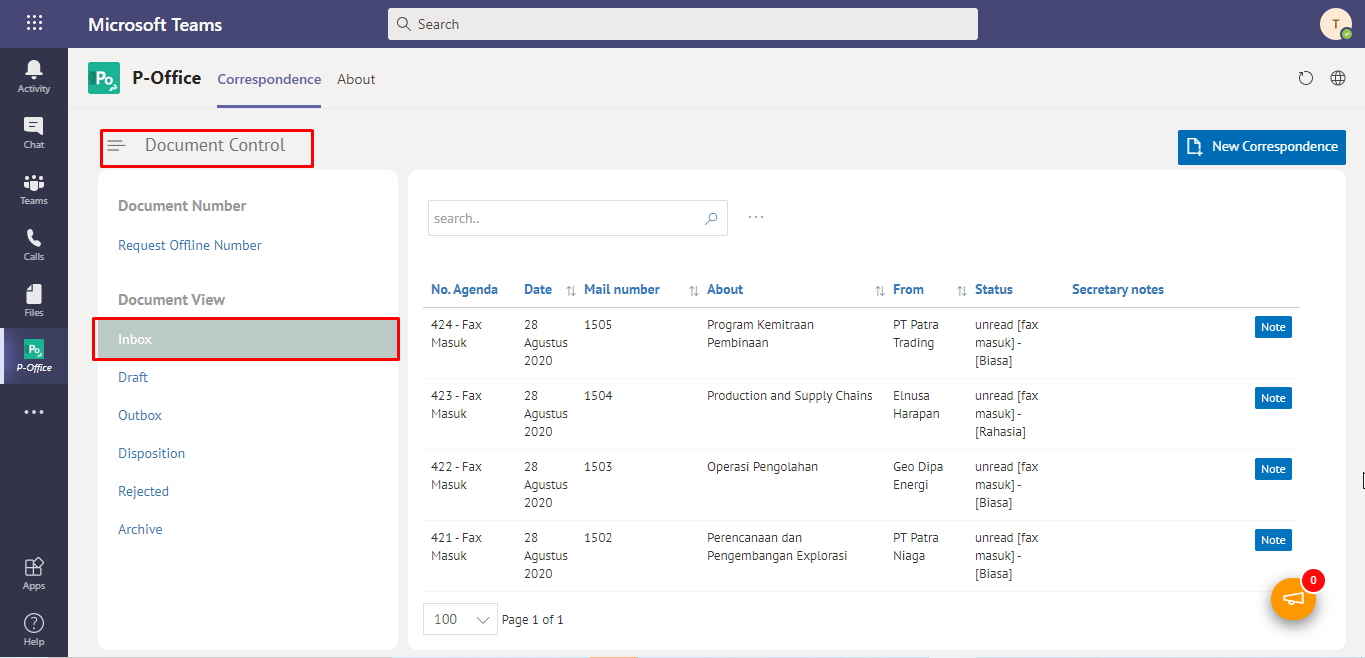 Microsoft Teams
Search
T
Activity
Chat
Teams
Calls
Files
Po
P-Office
Apps
Help
Po
P-Office
Correspondence
About
Document Control
New Correspondence
Document Number
Request Offline Number
Document View
Inbox
Draft
Outbox
Disposition
Rejected
Archive
search..
No. Agenda Date Mail number About From Status Secretary notes
424 - Fax 28 1505 Program Kemitraan PT Patra unread [fax Note
Masuk Agustus Pembinaan Trading masuk] -
2020 [Biasa]
423 - Fax 28 1504 Production and Supply Chains Elnusa unread [fax Note
Masuk Agustus Harapan masuk] -
2020 [Rahasia]
422 - Fax 28 1503 Operasi Pengolahan Geo Dipa unread [fax Note
Masuk Agustus Energi masuk] -
2020 [Biasa]
421 - Fax 28 1502 Perencanaan dan PT Patra unread [fax Note
Masuk Agustus Pengembangan Explorasi Niaga masuk] -
2020 [Biasa]
100 Page 1 of 1
0